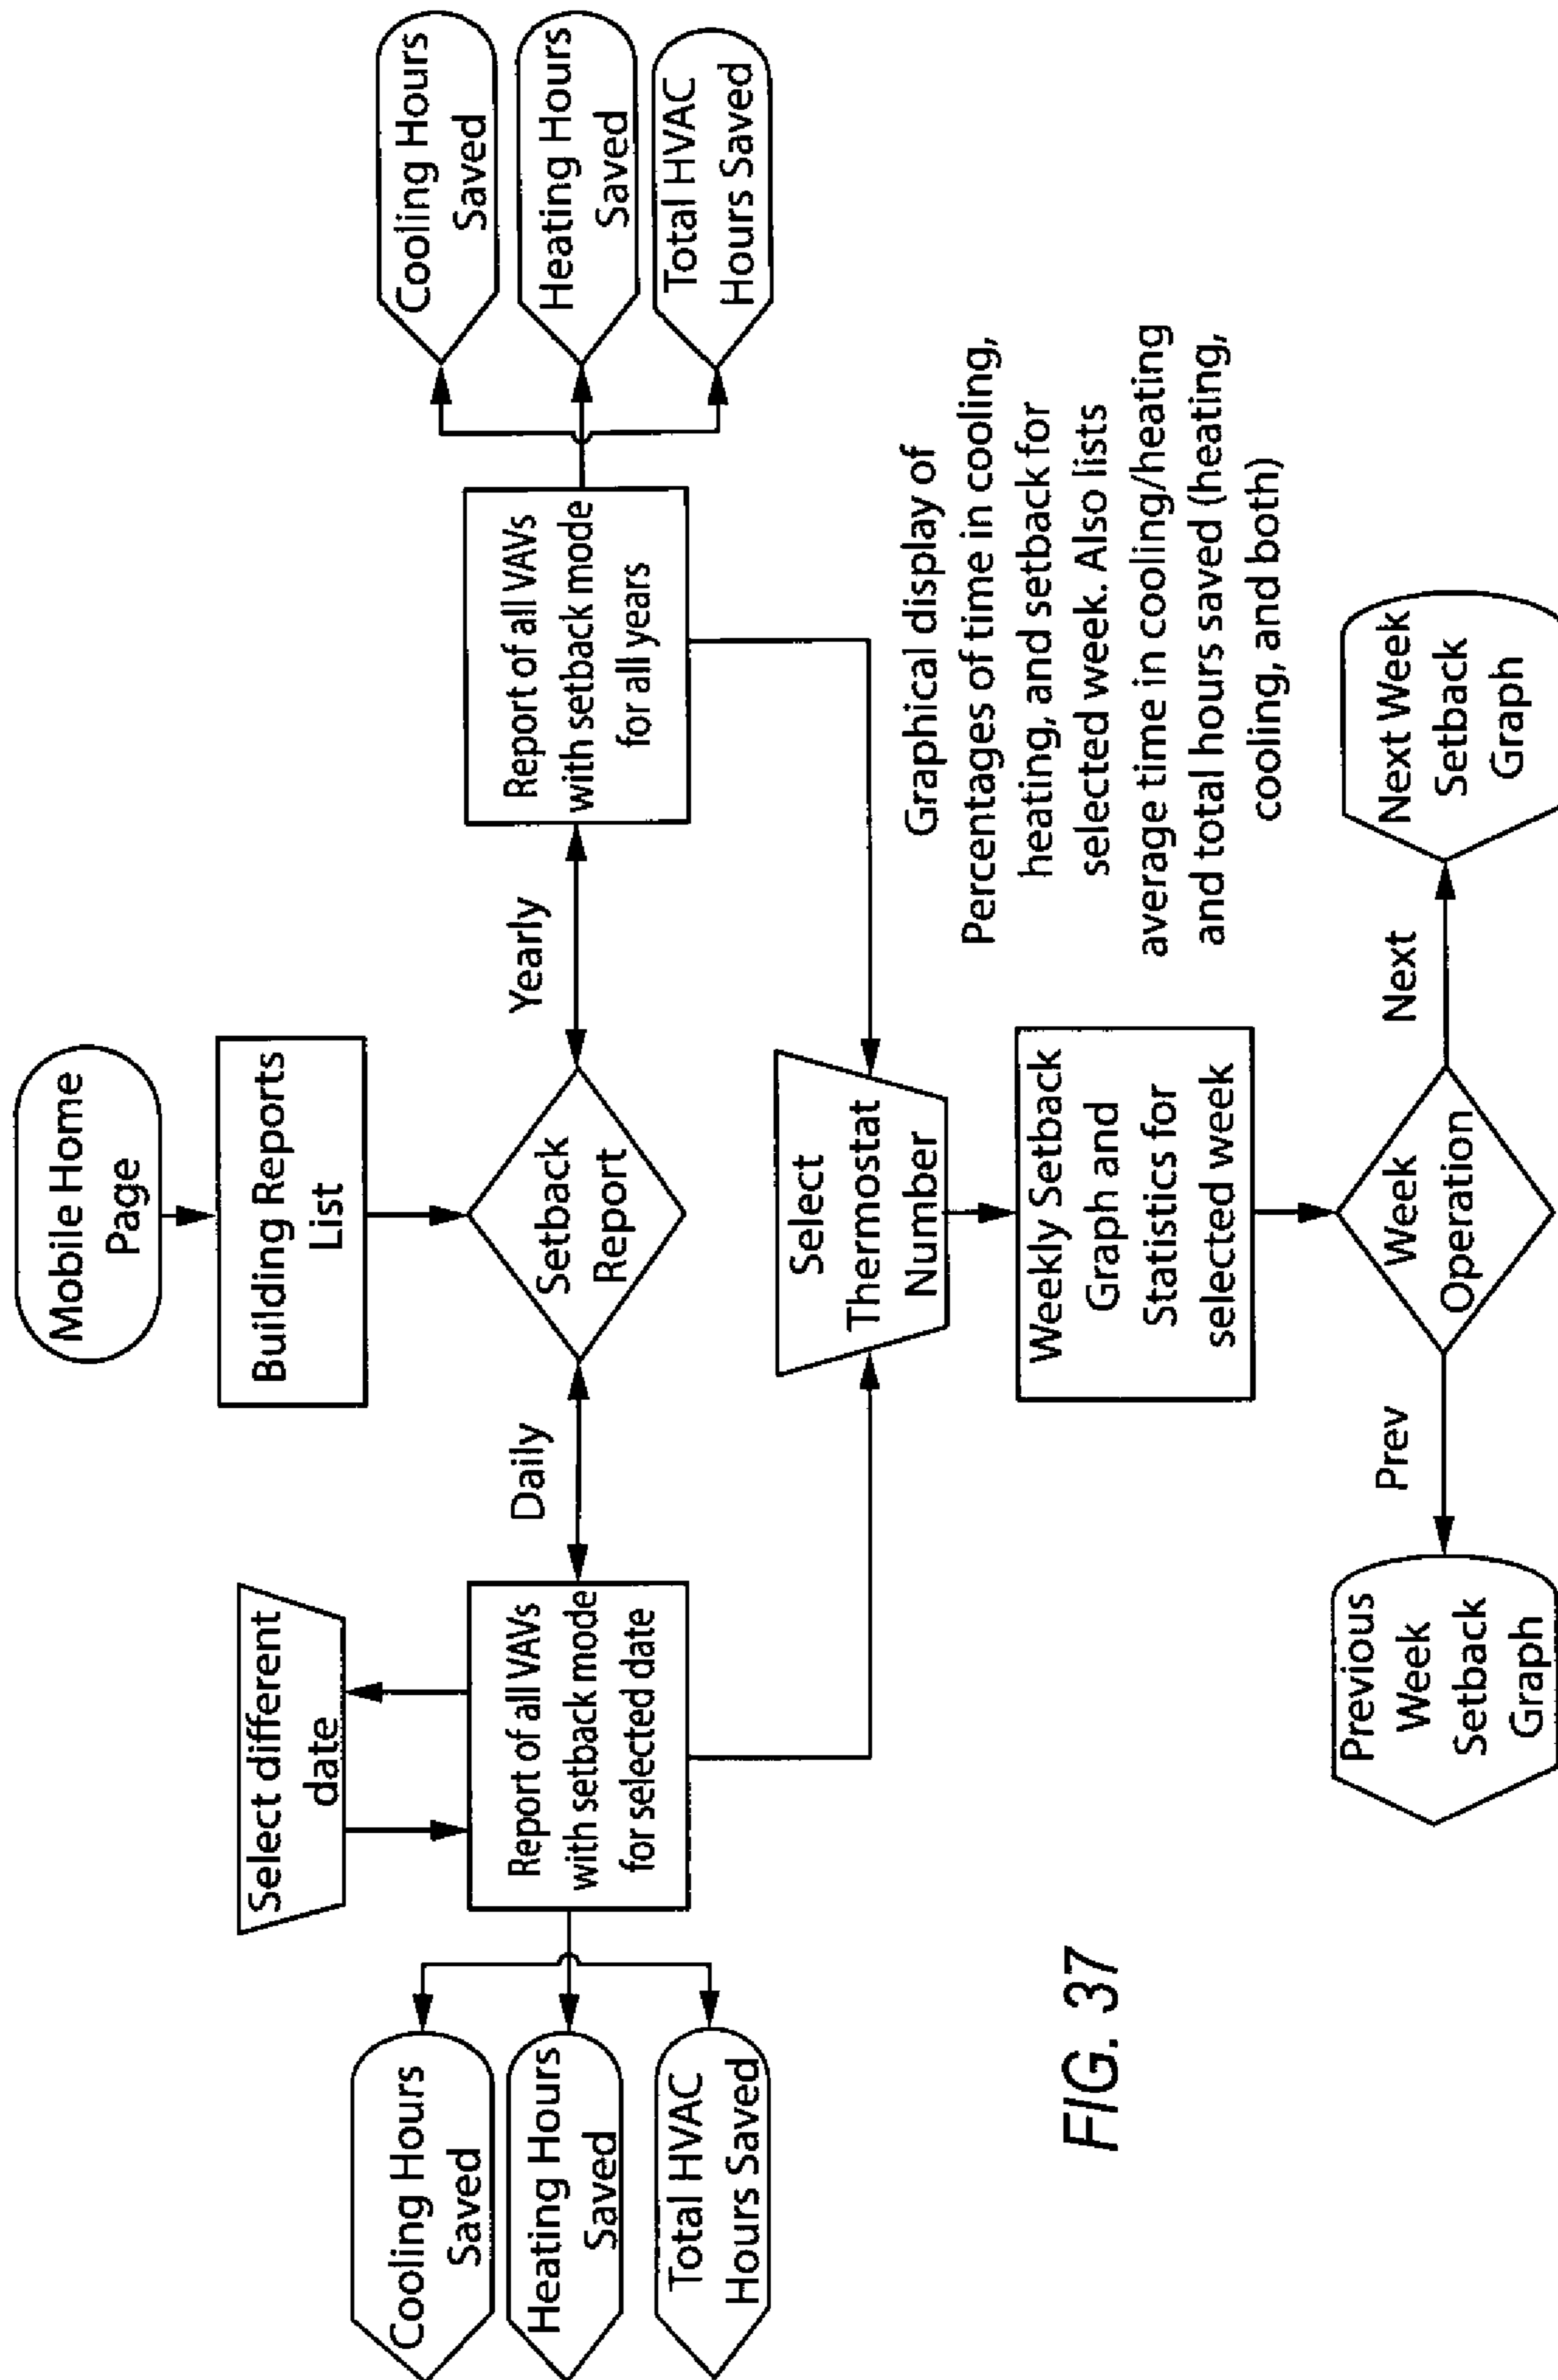 Mobile Home
Page
Building Reports
List
Setback
Report
Daily
Yearly
Select different
date
Report of all VAVs
with setback mode
for selected date
Cooling Hours
Saved
Heating Hours
Saved
Total HVAC
Hours Saved
Report of all VAVs
with setback mode
for all years
Cooling Hours
Saved
Heating Hours
Saved
Total HVAC
Hours Saved
Select
Thermostat
Number
Weekly Setback
Graph and
Statistics for
selected week
Graphical display of
Percentages of time in cooling,
heating, and setback for
selected week. Also lists
average time in cooling/heating
and total hours saved (heating,
cooling, and both)
Week
Operation
Prev
Next
Previous
Week
Setback
Graph
Next Week
Setback
Graph
FIG. 37